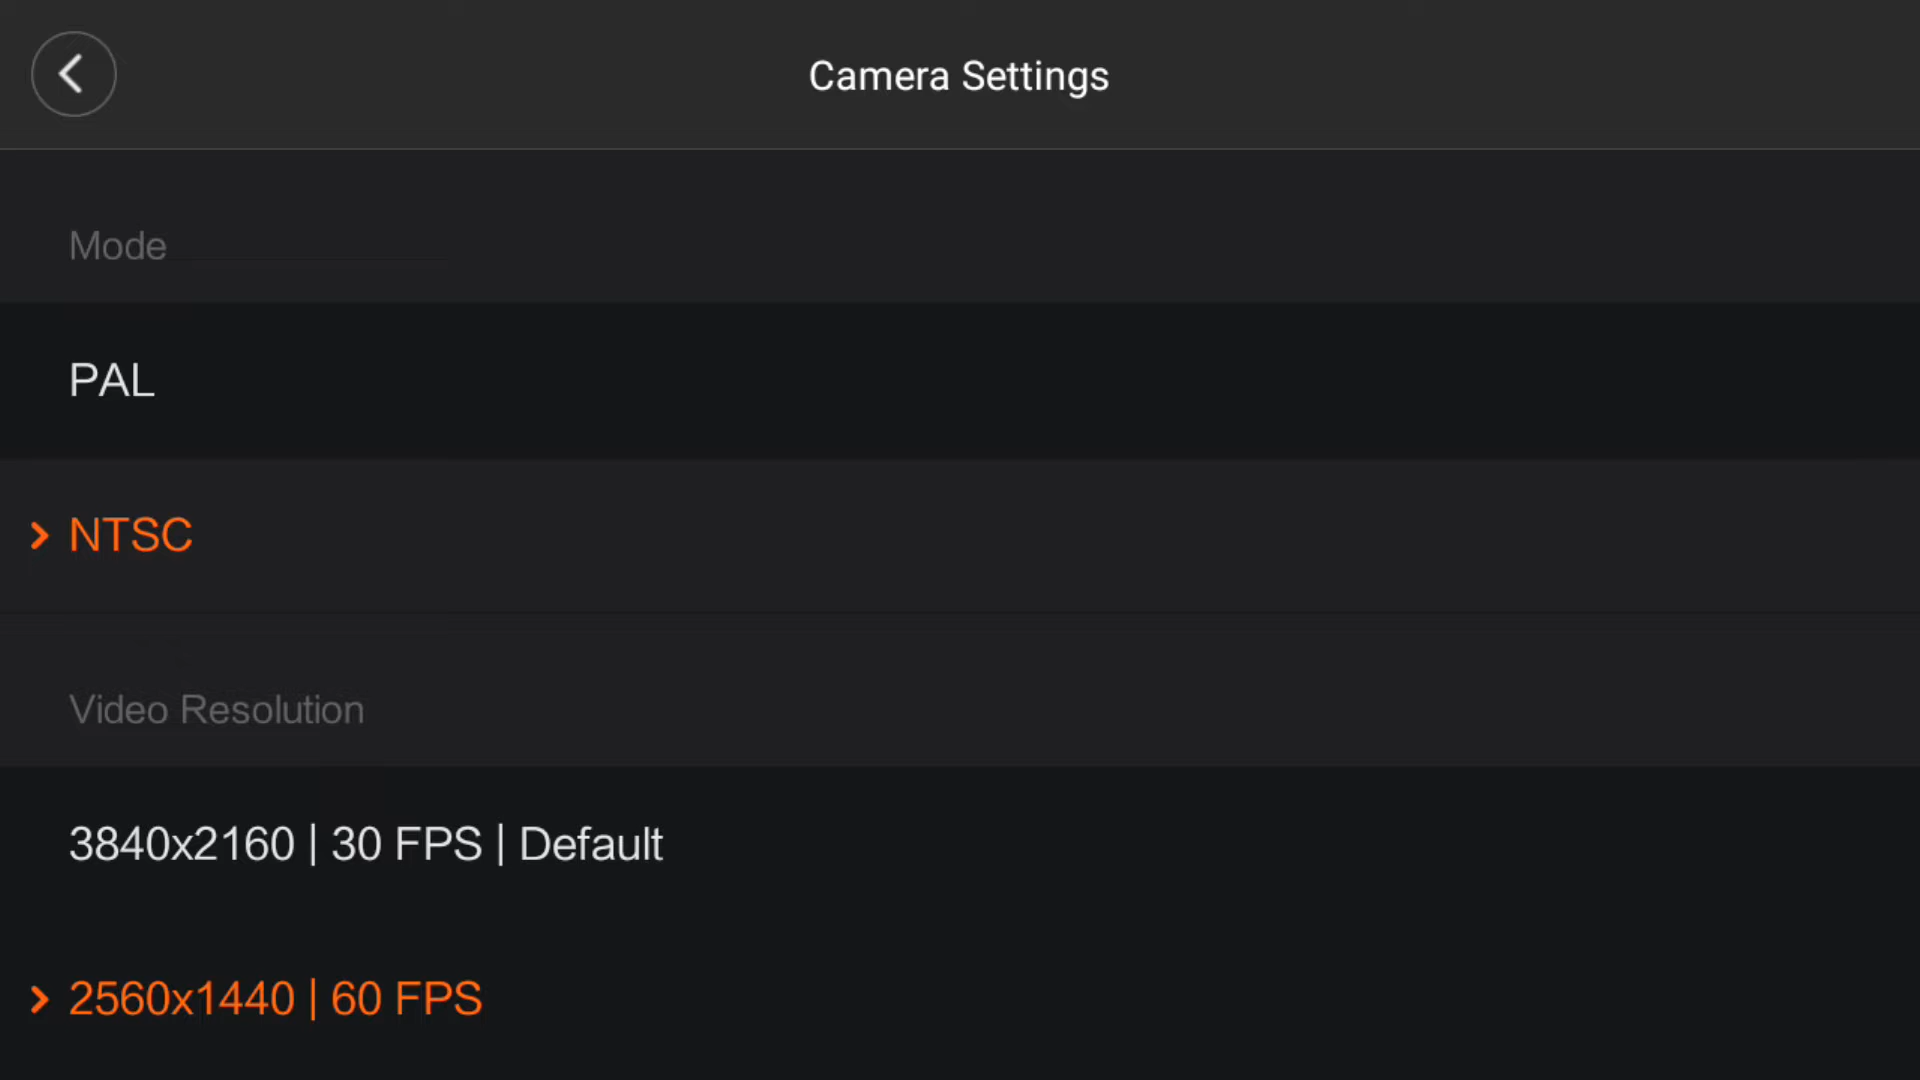 Camera Settings
Mode
PAL
NTSC
Video Resolution
3840x2160 | 30 FPS | Default
2560x1440 | 60 FPS